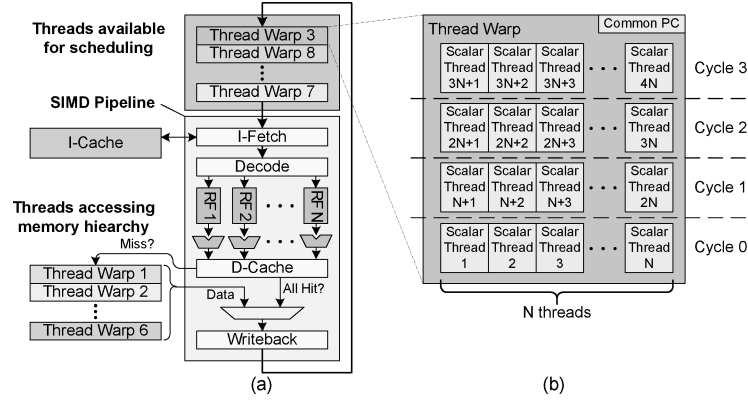 Threads available
for scheduling
Thread Warp 3
Thread Warp 8
Thread Warp 7
SIMD Pipeline
I-Cache
I-Fetch
Decode
RF 1
RF 2
RF N
Threads accessing
memory hiearchy
Miss?
D-Cache
Thread Warp 1
Thread Warp 2
Thread Warp 6
Data
All Hit?
Writeback
(a)
Thread Warp
Common PC
Scalar Thread 3N+1
Scalar Thread 3N+2
Scalar Thread 3N+3
Scalar Thread 4N
Cycle 3
Scalar Thread 2N+1
Scalar Thread 2N+2
Scalar Thread 2N+3
Scalar Thread 3N
Cycle 2
Scalar Thread N+1
Scalar Thread N+2
Scalar Thread N+3
Scalar Thread 2N
Cycle 1
Scalar Thread 1
Scalar Thread 2
Scalar Thread 3
Scalar Thread N
Cycle 0
N threads
(b)